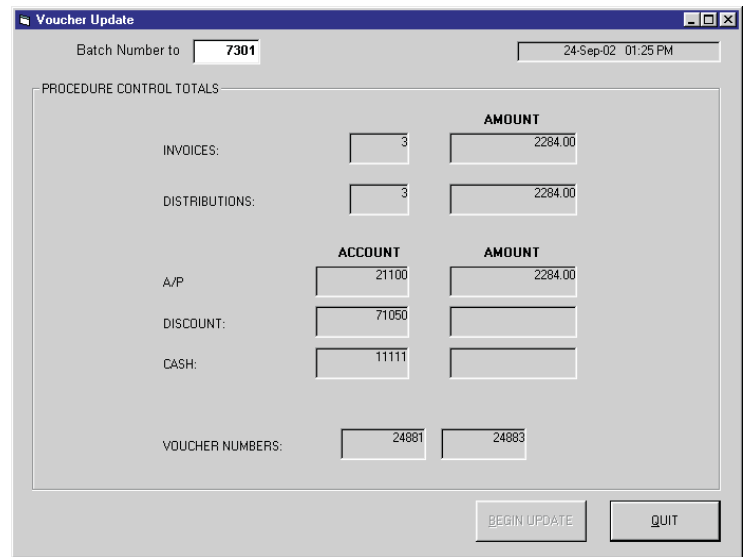 Voucher Update
Batch Number to 7301 24-Sep-02 01:25 PM
PROCEDURE CONTROL TOTALS
AMOUNT
INVOICES: 3 2284.00
DISTRIBUTIONS: 3 2284.00
ACCOUNT AMOUNT
A/P 21100 2284.00
DISCOUNT: 71050
CASH: 11111
VOUCHER NUMBERS: 24881 24883
BEGIN UPDATE QUIT